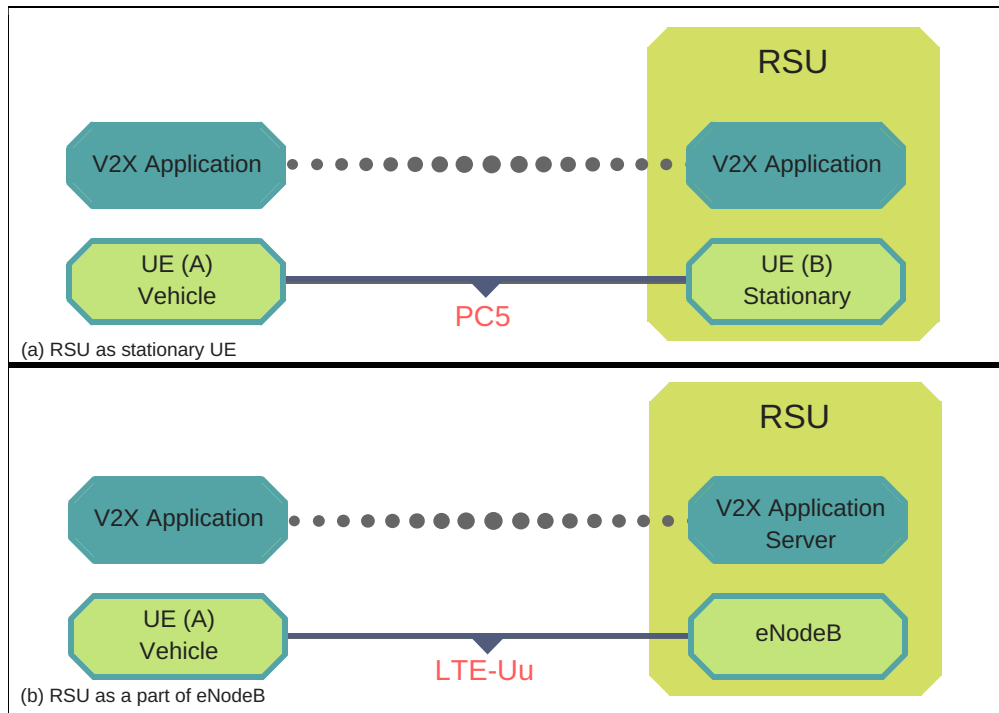 RSU
V2X Application
V2X Application
UE (A)
Vehicle
UE (B)
Stationary
PC5
(a) RSU as stationary UE
RSU
V2X Application
V2X Application
Server
UE (A)
Vehicle
eNodeB
LTE-Uu
(b) RSU as a part of eNodeB